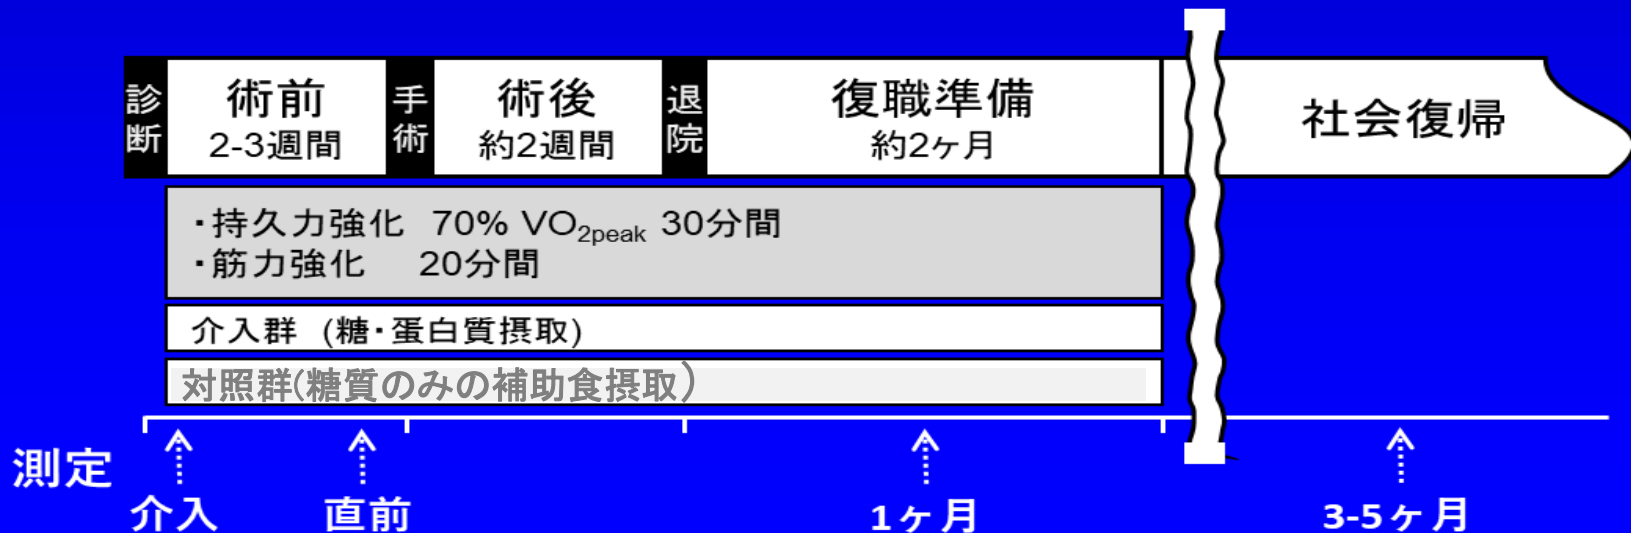 診断
術前
2-3週間
手術
術後
約2週間
退院
復職準備
約2ヶ月
社会復帰
・持久力強化 70% VO2peak 30分間
・筋力強化 20分間
介入群 (糖・蛋白質摂取)
対照群(糖質のみの補助食摂取)
測定
介入
直前
1ヶ月
3-5ヶ月